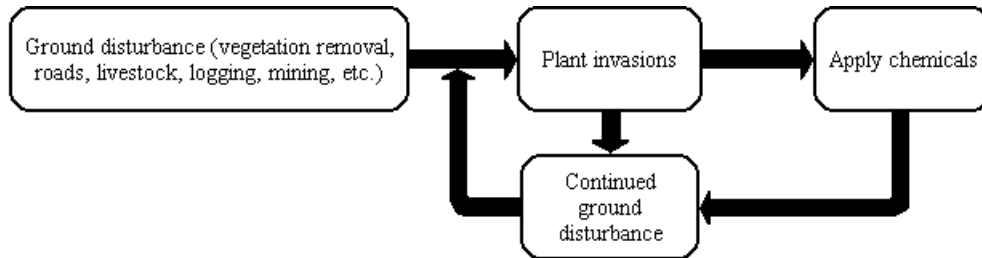 Ground disturbance (vegetation removal,
roads, livestock, logging, mining, etc.)
Plant invasions
Apply chemicals
Continued
ground
disturbance